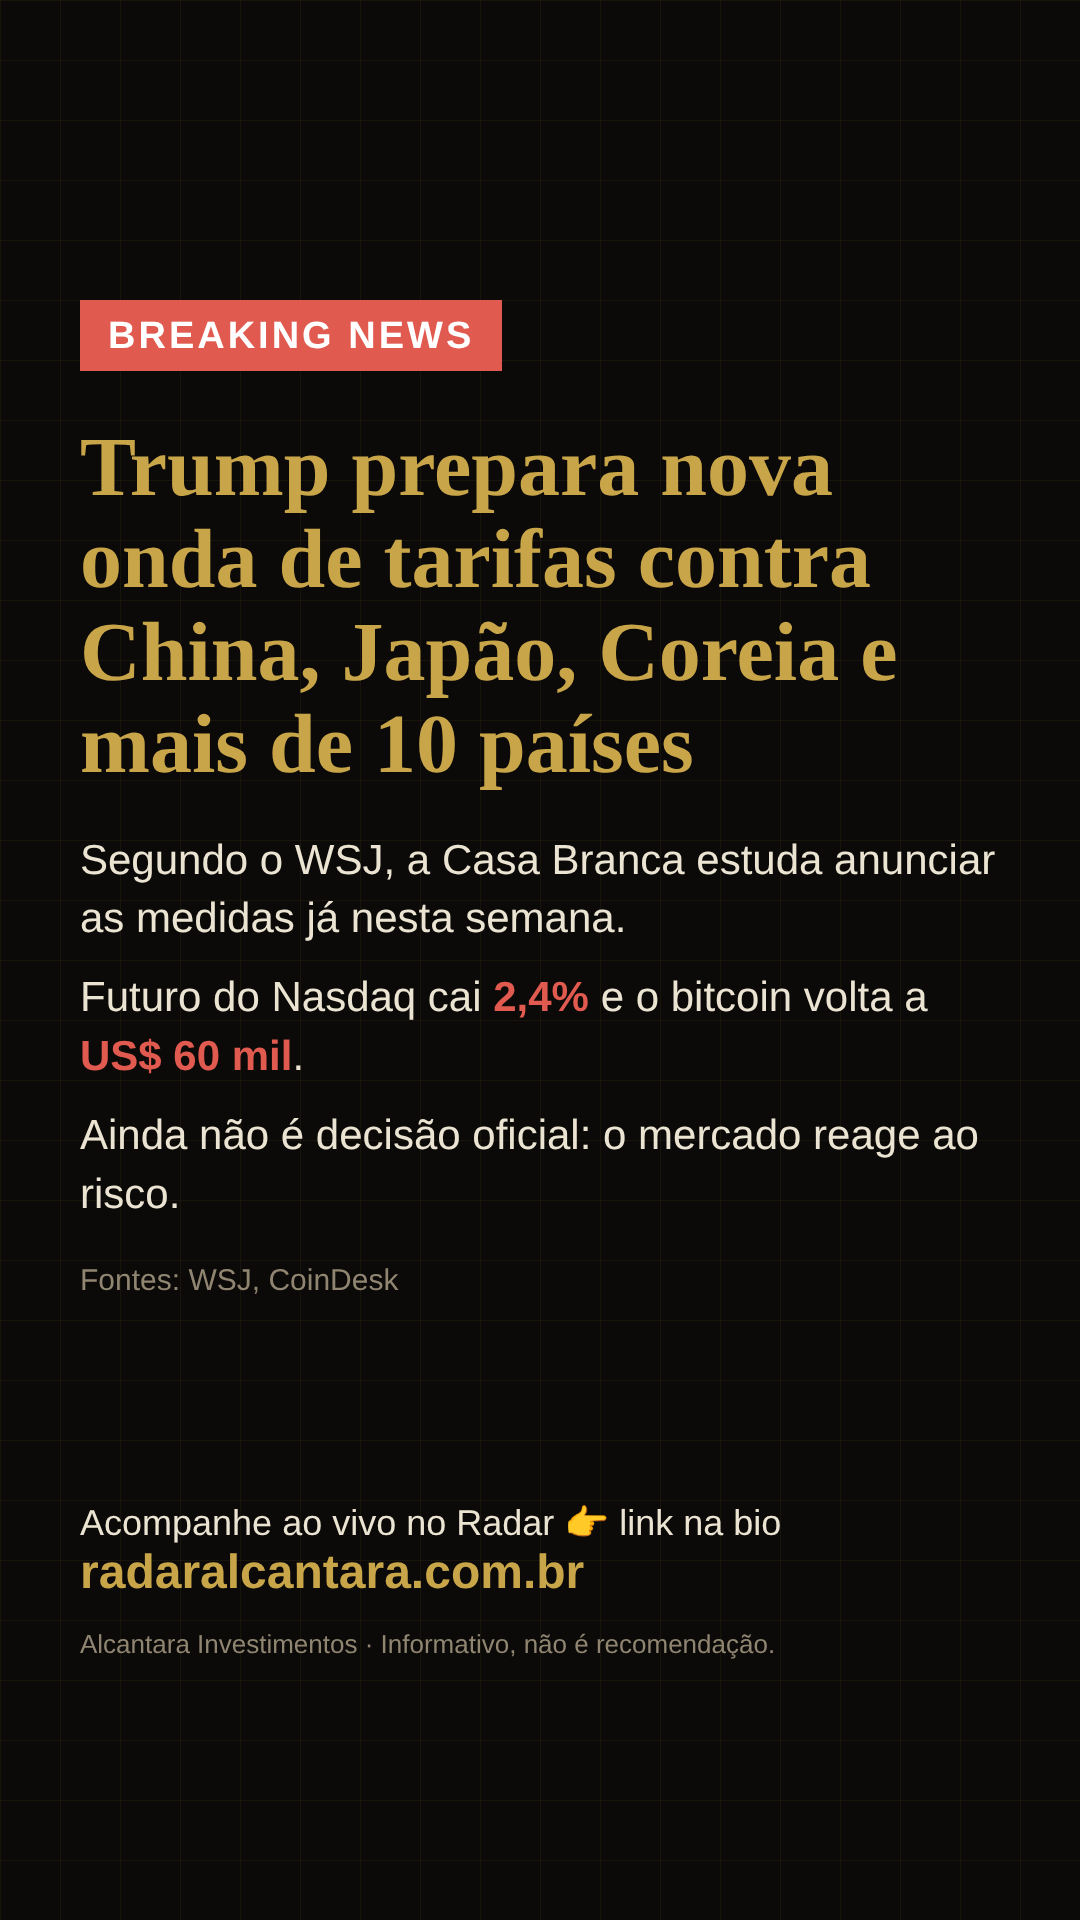 BREAKING NEWS
Trump prepara nova
onda de tarifas contra
China, Japão, Coreia e
mais de 10 países
Segundo o WSJ, a Casa Branca estuda anunciar
as medidas já nesta semana.
Futuro do Nasdaq cai 2,4% e o bitcoin volta a
US$ 60 mil.
Ainda não é decisão oficial: o mercado reage ao
risco.
Fontes: WSJ, CoinDesk
Acompanhe ao vivo no Radar 👉 link na bio
radaralcantara.com.br
Alcantara Investimentos · Informativo, não é recomendação.